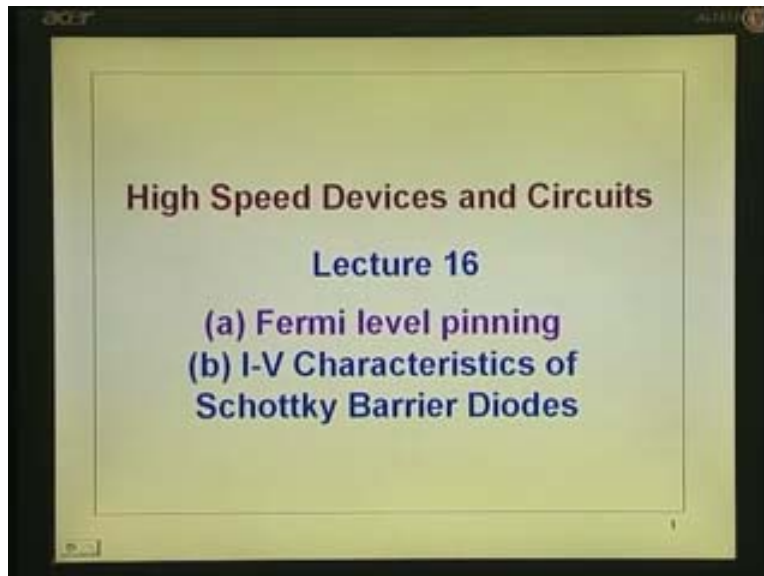 acer
High Speed Devices and Circuits
Lecture 16
(a) Fermi level pinning
(b) I-V Characteristics of
Schottky Barrier Diodes
1